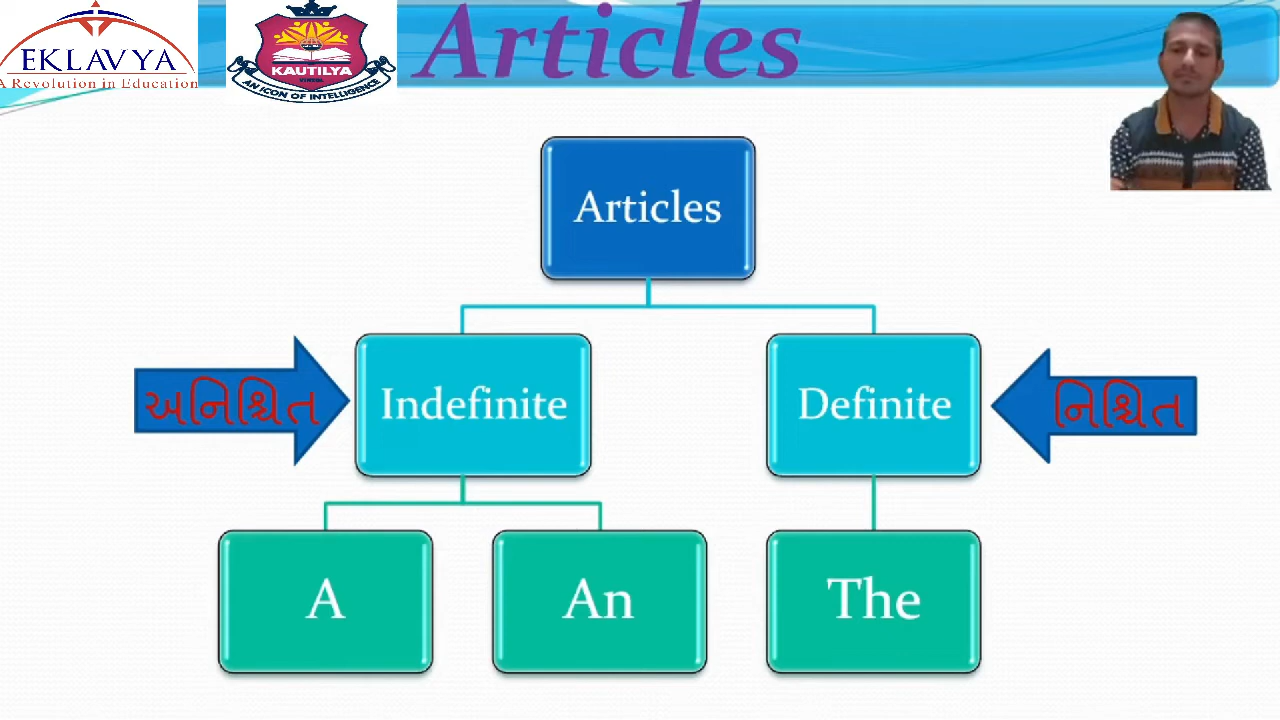 EKLAVYA
A Revolution in Education
KAUTILYA
AN ICON OF INTELLIGENCE
Articles
Articles
અનિશ્ચિત
Indefinite
Definite
નિશ્ચિત
A
An
The